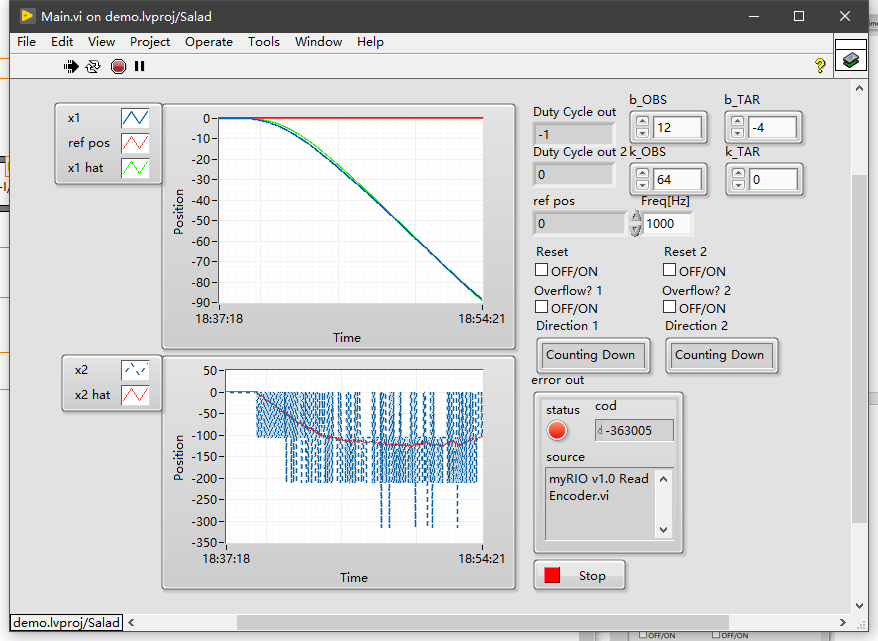 Main.vi on demo.lvproj/Salad
File Edit View Project Operate Tools Window Help
?
x1
ref pos
x1 hat
0
-10
-20
-30
-40
-50
-60
-70
-80
-90
Position
18:37:18
18:54:21
Time
x2
x2 hat
50
0
-50
-100
-150
-200
-250
-300
-350
Position
18:37:18
18:54:21
Time
Duty Cycle out
-1
Duty Cycle out 2
0
ref pos
0
b_OBS
12
b_TAR
-4
k_OBS
64
k_TAR
0
Freq[Hz]
1000
Reset
OFF/ON
Reset 2
OFF/ON
Overflow? 1
OFF/ON
Overflow? 2
OFF/ON
Direction 1
Counting Down
Direction 2
Counting Down
error out
status
cod
d -363005
source
myRIO v1.0 Read
Encoder.vi
Stop
demo.lvproj/Salad
OFF/ON
OFF/ON